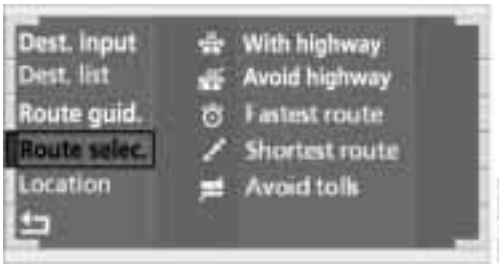 Dest. input
Dest. list
Route guid.
Route selec.
Location
With highway
Avoid highway
Fastest route
Shortest route
Avoid tolls